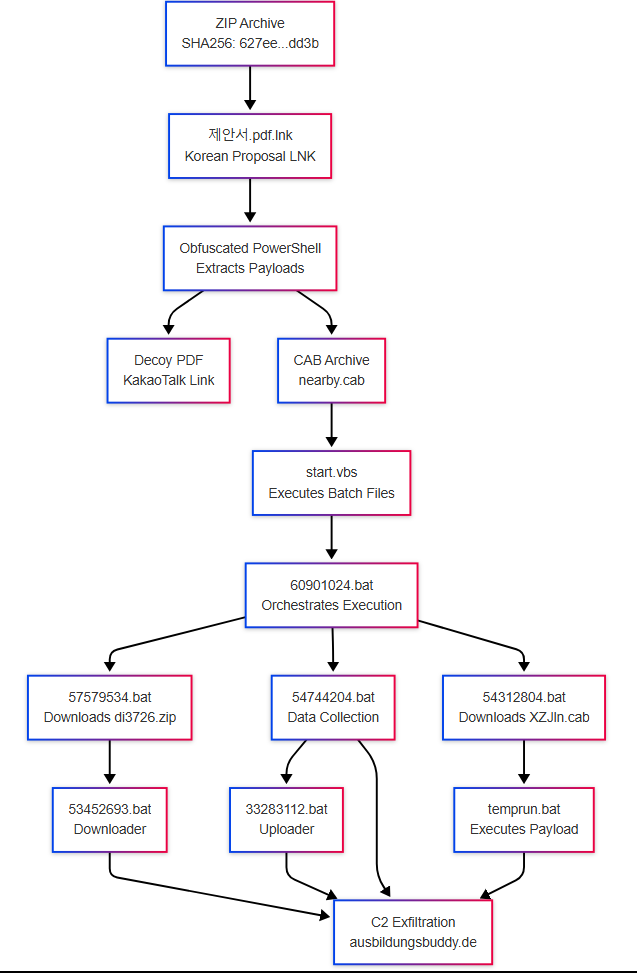 ZIP Archive
SHA256: 627ee...dd3b
제안서.pdf.lnk
Korean Proposal LNK
Obfuscated PowerShell
Extracts Payloads
Decoy PDF
KakaoTalk Link
CAB Archive
nearby.cab
start.vbs
Executes Batch Files
60901024.bat
Orchestrates Execution
57579534.bat
Downloads di3726.zip
54744204.bat
Data Collection
54312804.bat
Downloads XZJIn.cab
53452693.bat
Downloader
33283112.bat
Uploader
temprun.bat
Executes Payload
C2 Exfiltration
ausbildungsbuddy.de